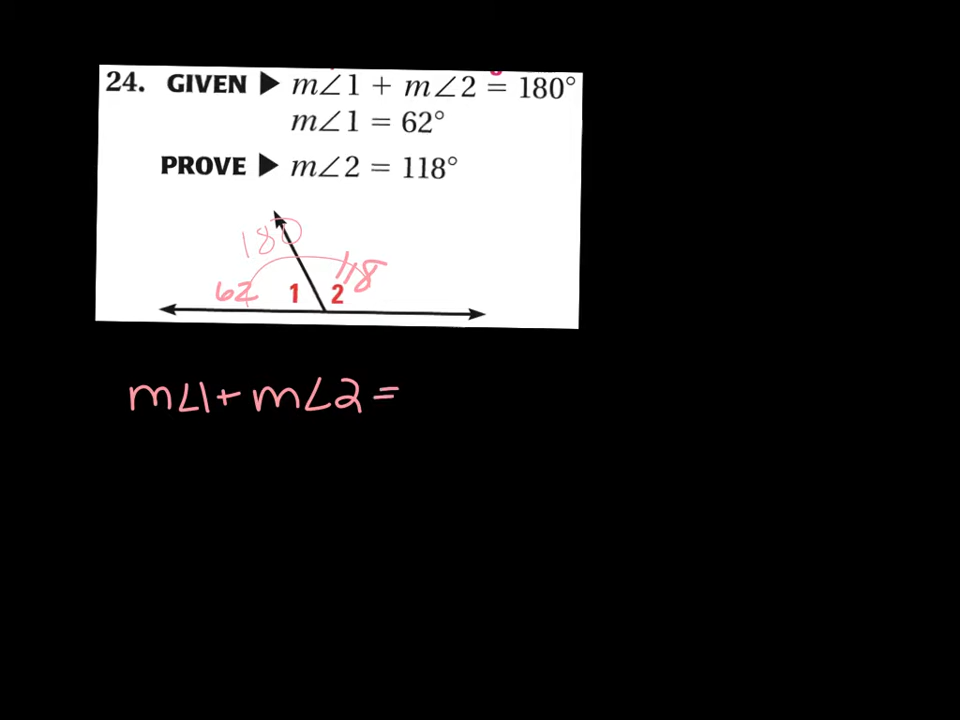 24. GIVEN ▶ m∠1 + m∠2 = 180°
m∠1 = 62°
PROVE ▶ m∠2 = 118°
180
62 1 2 118
m∠1+m∠2=